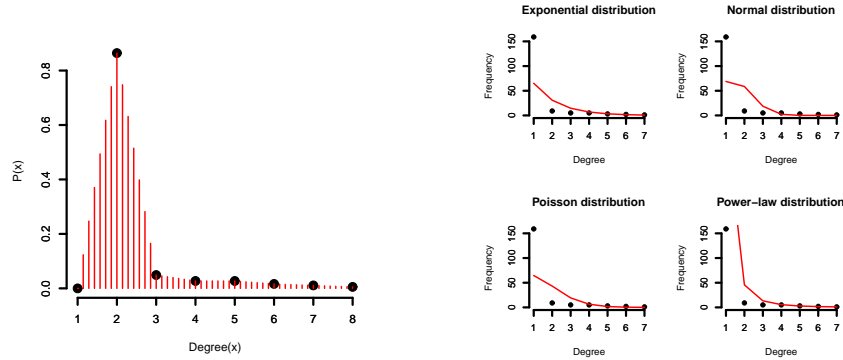 P(x)
0.8
0.6
0.4
0.2
0.0
1 2 3 4 5 6 7 8
Degree(x)
Exponential distribution
Frequency
150
100
50
0
1 2 3 4 5 6 7
Degree
Normal distribution
Frequency
150
100
50
0
1 2 3 4 5 6 7
Degree
Poisson distribution
Frequency
150
100
50
0
1 2 3 4 5 6 7
Degree
Power−law distribution
Frequency
150
100
50
0
1 2 3 4 5 6 7
Degree